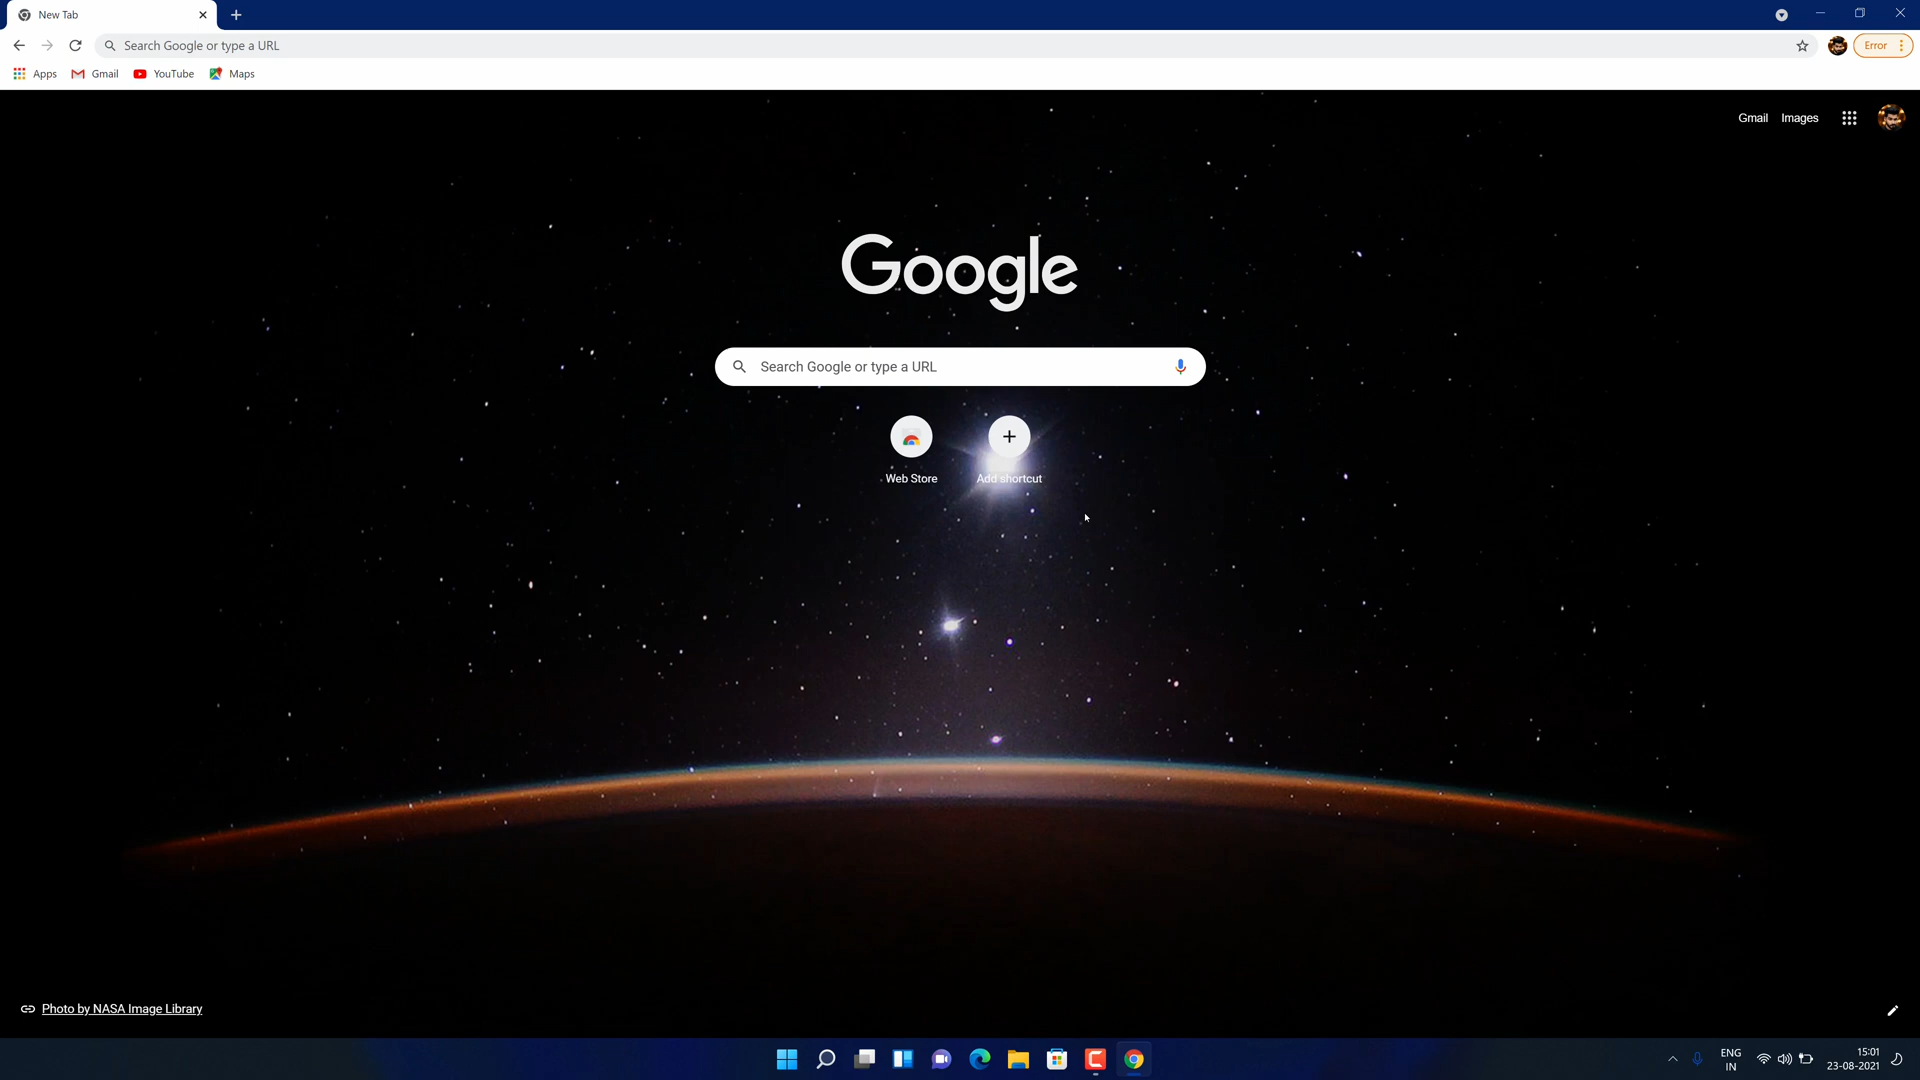 New Tab
Search Google or type a URL
Error
Apps Gmail YouTube Maps
Gmail Images
Google
Search Google or type a URL
Web Store Add shortcut
Photo by NASA Image Library
ENG
IN
15:01
23-08-2021